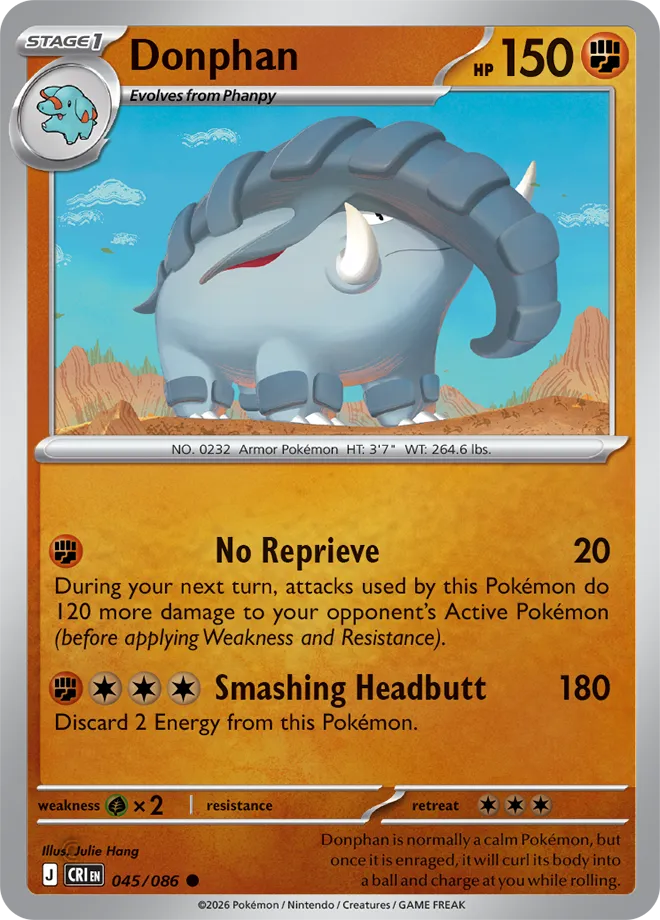 STAGE 1
Donphan
HP 150
Evolves from Phanpy
NO. 0232 Armor Pokémon HT: 3'7" WT: 264.6 lbs.
No Reprieve 20
During your next turn, attacks used by this Pokémon do
120 more damage to your opponent's Active Pokémon
(before applying Weakness and Resistance).
Smashing Headbutt 180
Discard 2 Energy from this Pokémon.
weakness ×2 resistance retreat
Illus. Julie Hang
Donphan is normally a calm Pokémon, but
once it is enraged, it will curl its body into
a ball and charge at you while rolling.
J CRI EN 045/086
©2026 Pokémon / Nintendo / Creatures / GAME FREAK